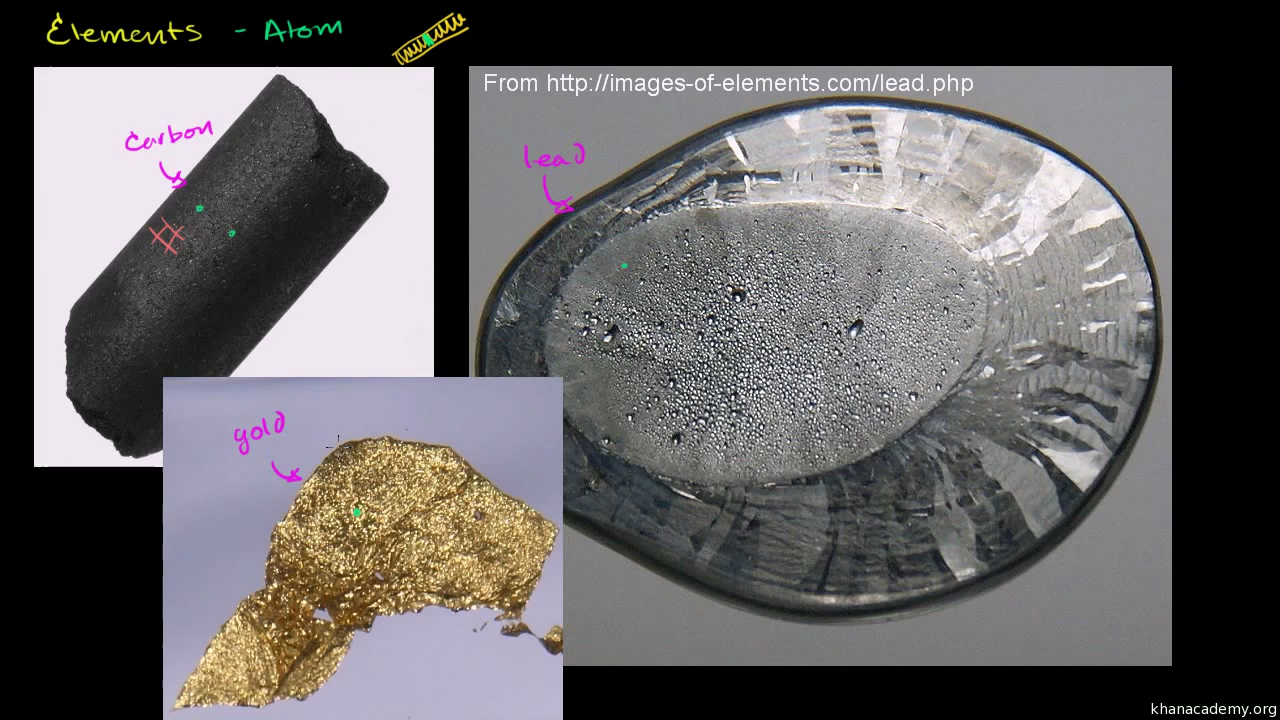 Elements - Atom
From http://images-of-elements.com/lead.php
Carbon
lead
gold
khanacademy.org